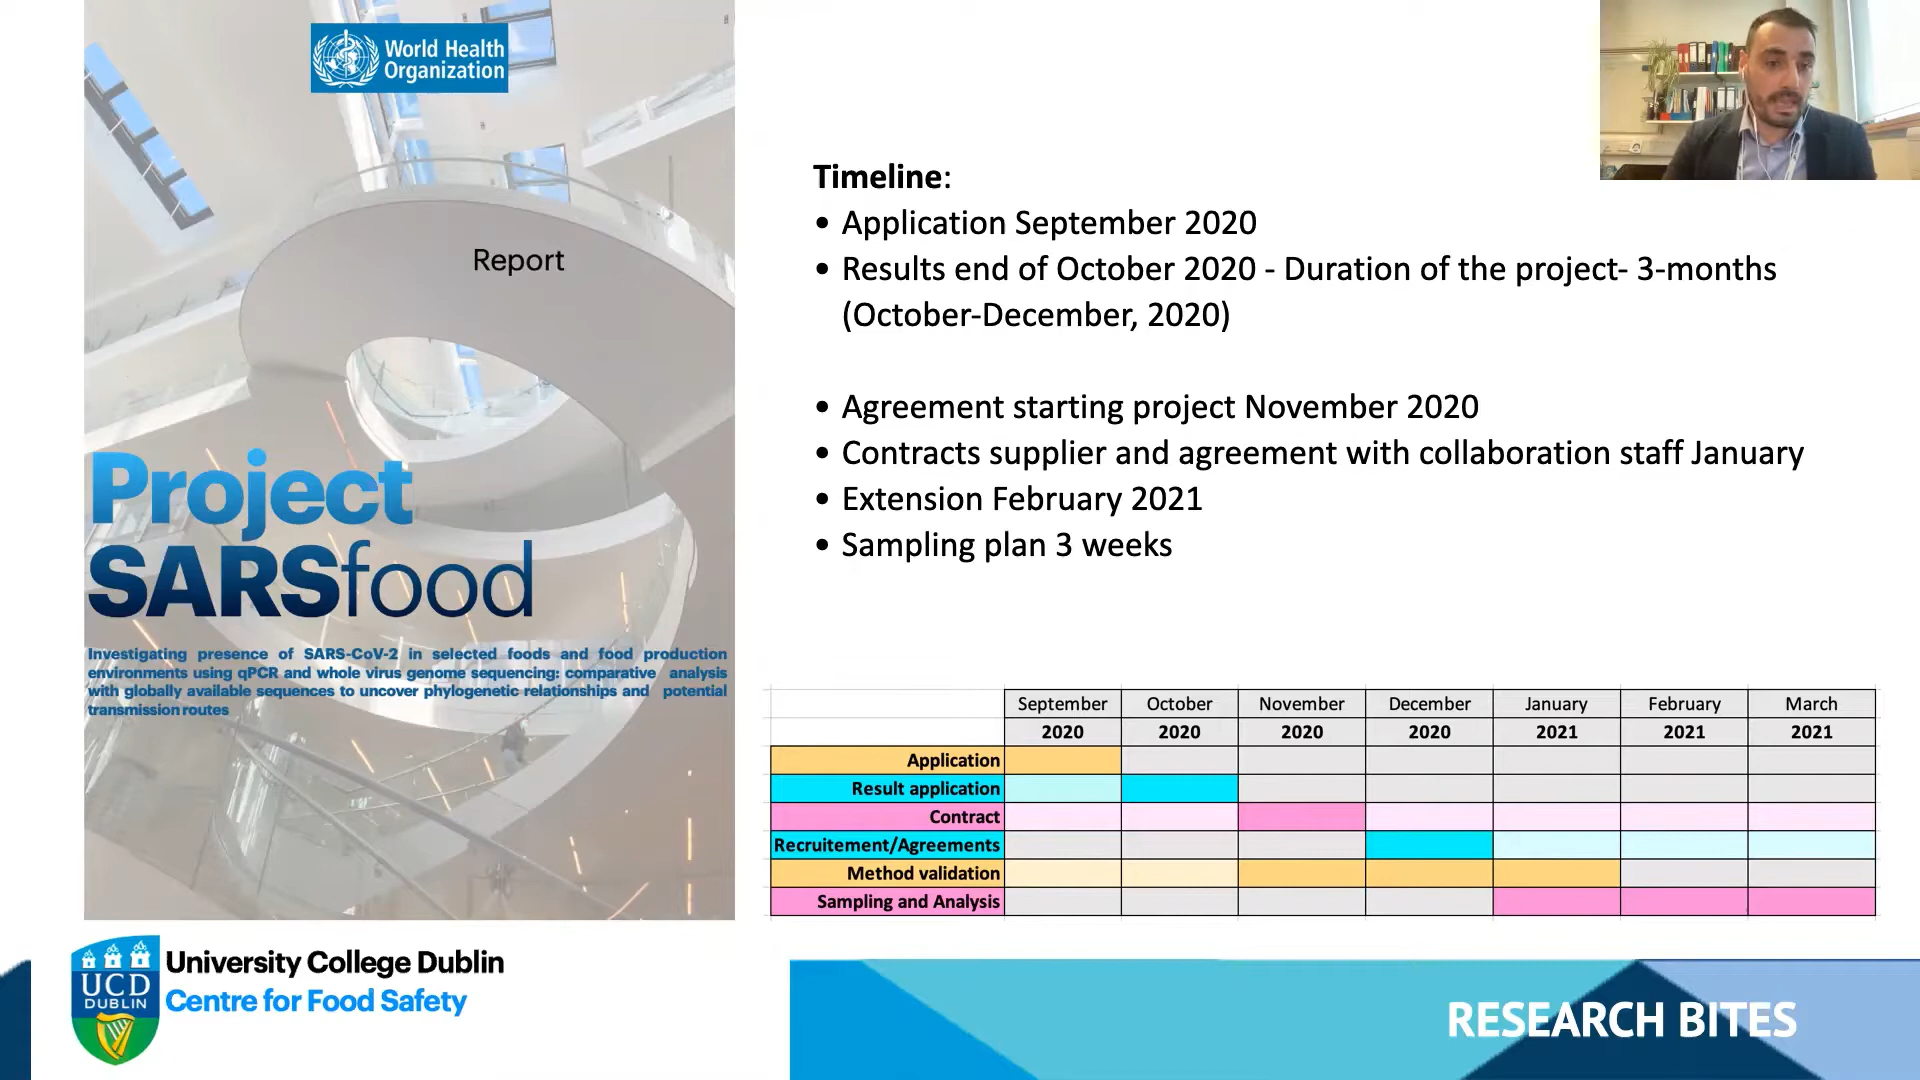 World Health
Organization
Report
Project
SARSfood
Investigating presence of SARS-CoV-2 in selected foods and food production
environments using qPCR and whole virus genome sequencing: comparative analysis
with globally available sequences to uncover phylogenetic relationships and potential
transmission routes
Timeline:
• Application September 2020
• Results end of October 2020 - Duration of the project- 3-months
(October-December, 2020)
• Agreement starting project November 2020
• Contracts supplier and agreement with collaboration staff January
• Extension February 2021
• Sampling plan 3 weeks
September October November December January February March
2020 2020 2020 2020 2021 2021 2021
Application
Result application
Contract
Recruitement/Agreements
Method validation
Sampling and Analysis
UCD
DUBLIN
University College Dublin
Centre for Food Safety
RESEARCH BITES